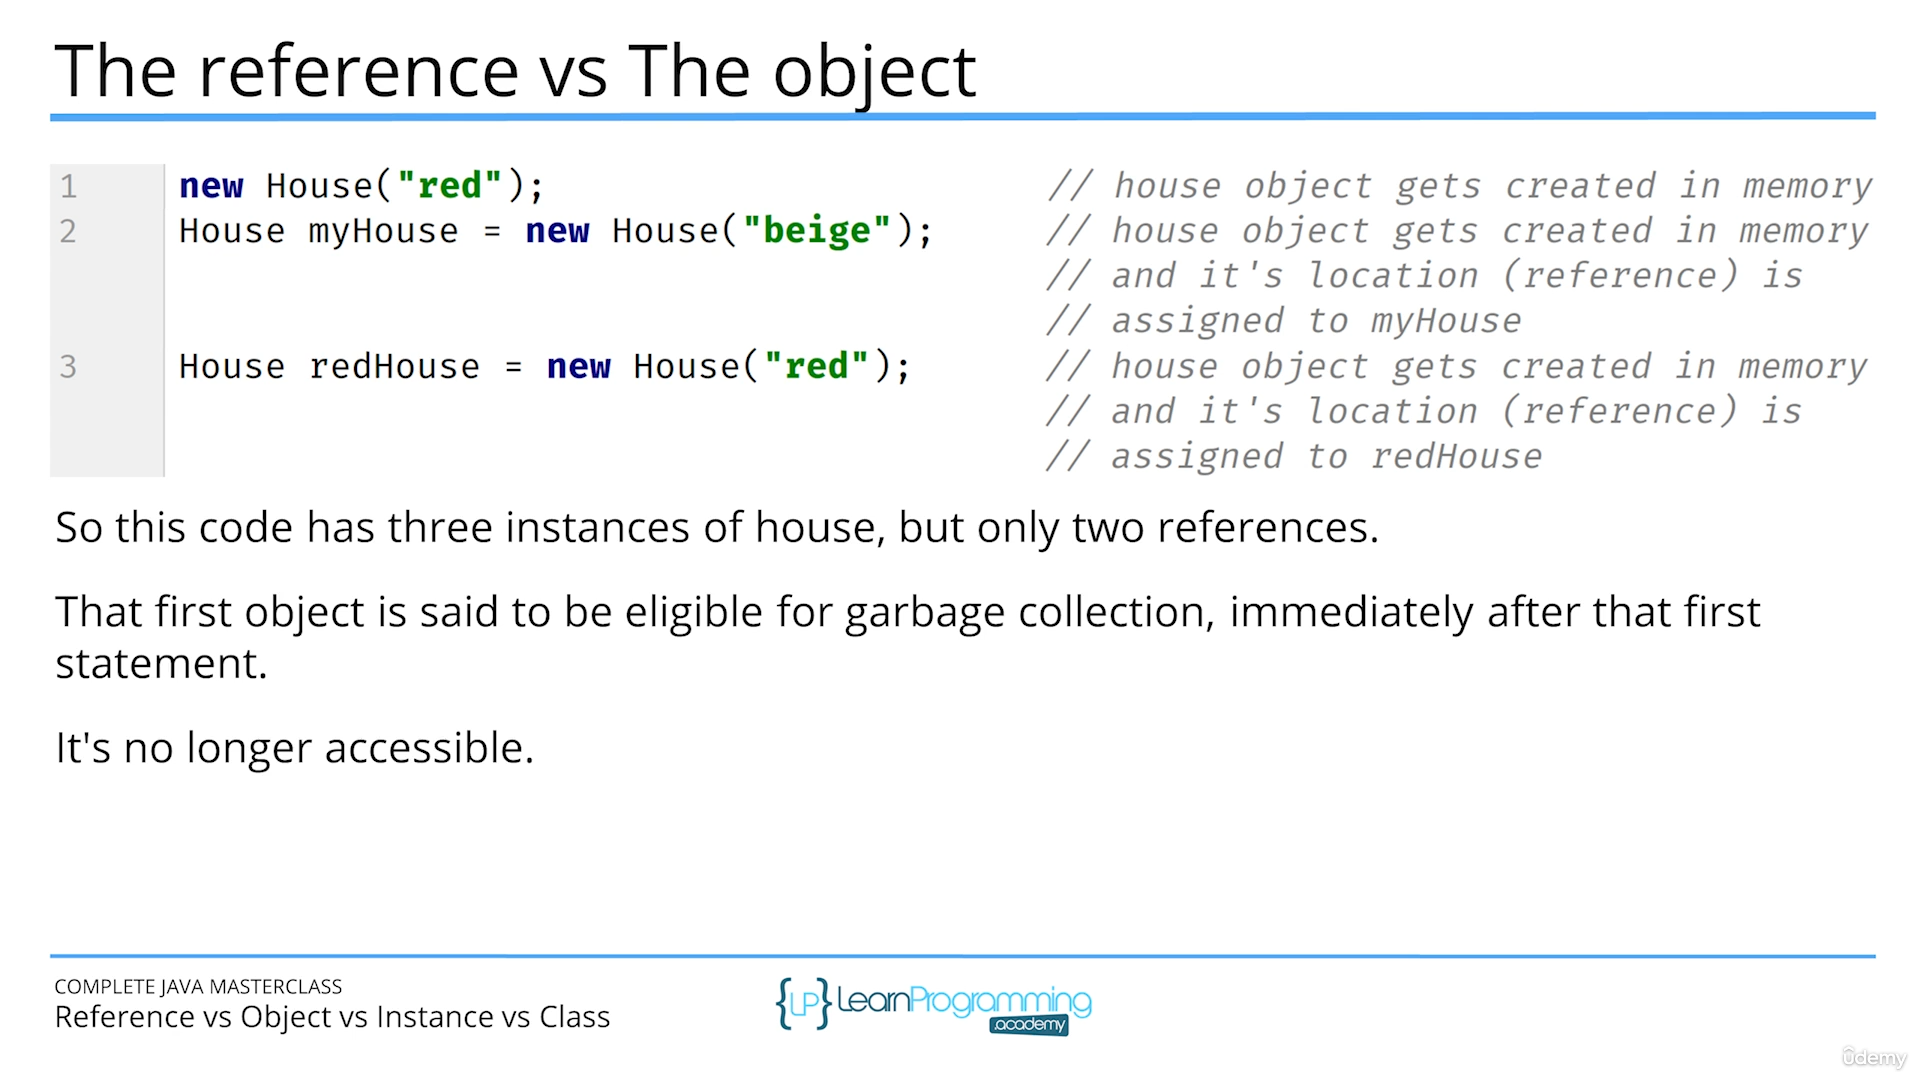 The reference vs The object
1 new House("red"); // house object gets created in memory
2 House myHouse = new House("beige"); // house object gets created in memory
// and it's location (reference) is
// assigned to myHouse
3 House redHouse = new House("red"); // house object gets created in memory
// and it's location (reference) is
// assigned to redHouse
So this code has three instances of house, but only two references.
That first object is said to be eligible for garbage collection, immediately after that first
statement.
It's no longer accessible.
COMPLETE JAVA MASTERCLASS
Reference vs Object vs Instance vs Class
{LP} LearnProgramming
.academy
ûdemy